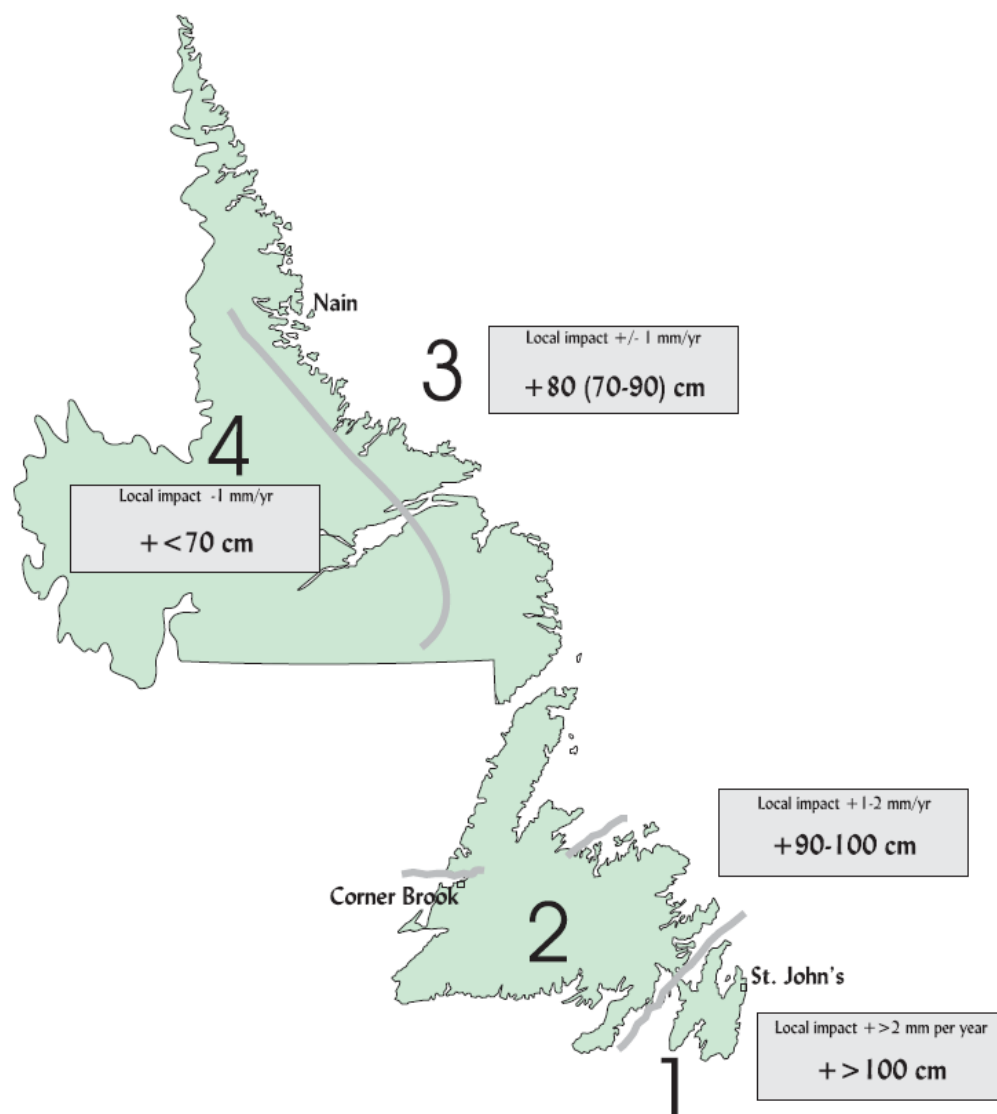 Nain
3
Local impact +/- 1 mm/yr
+80 (70-90) cm
4
Local impact -1 mm/yr
+<70 cm
Local impact +1-2 mm/yr
+90-100 cm
Corner Brook
2
St. John's
Local impact +>2 mm per year
+>100 cm
1